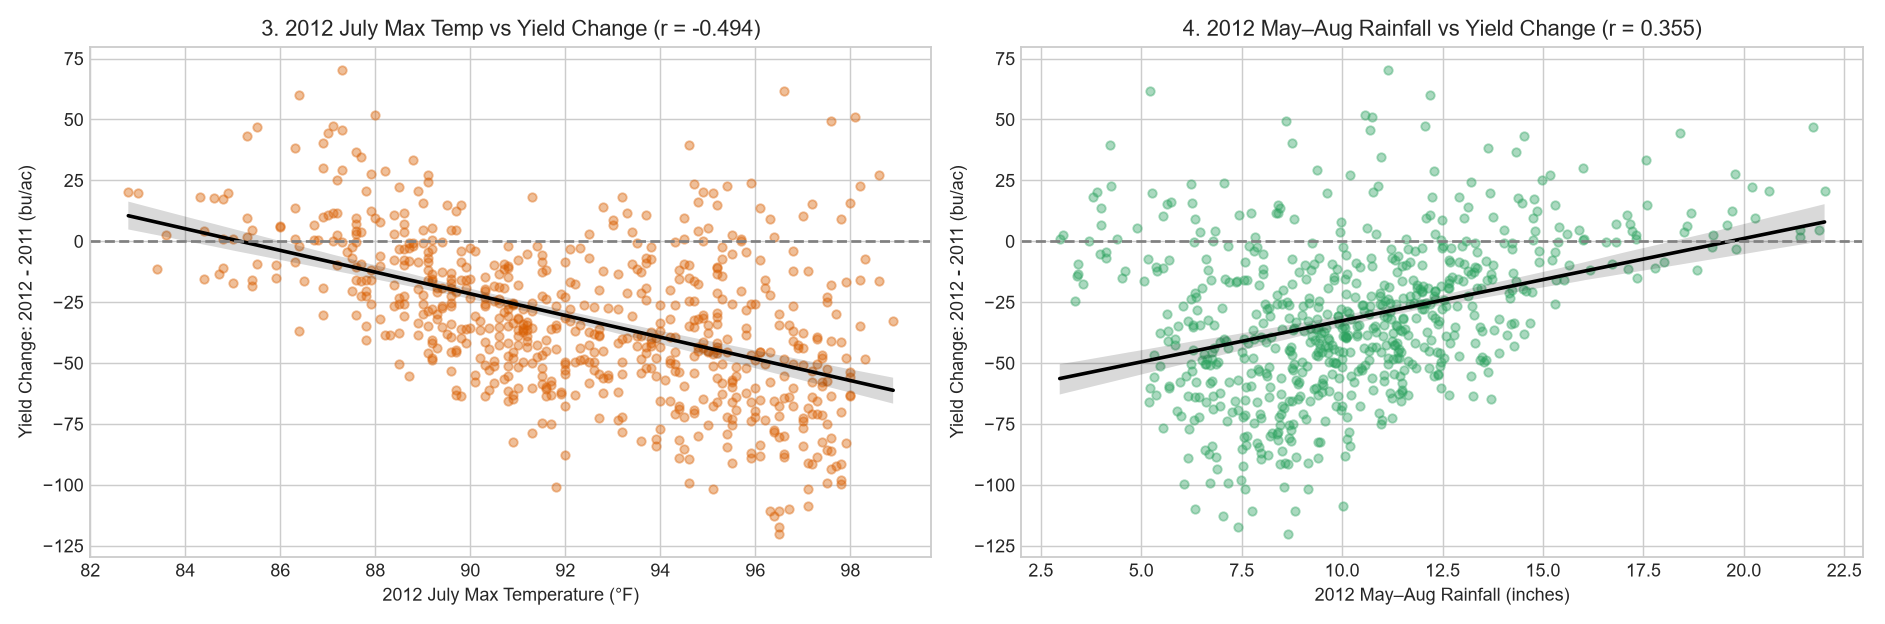 3. 2012 July Max Temp vs Yield Change (r = -0.494)
75
50
25
0
−25
−50
−75
−100
−125
82 84 86 88 90 92 94 96 98
2012 July Max Temperature (°F)
Yield Change: 2012 - 2011 (bu/ac)
4. 2012 May–Aug Rainfall vs Yield Change (r = 0.355)
75
50
25
0
−25
−50
−75
−100
−125
2.5 5.0 7.5 10.0 12.5 15.0 17.5 20.0 22.5
2012 May–Aug Rainfall (inches)
Yield Change: 2012 - 2011 (bu/ac)